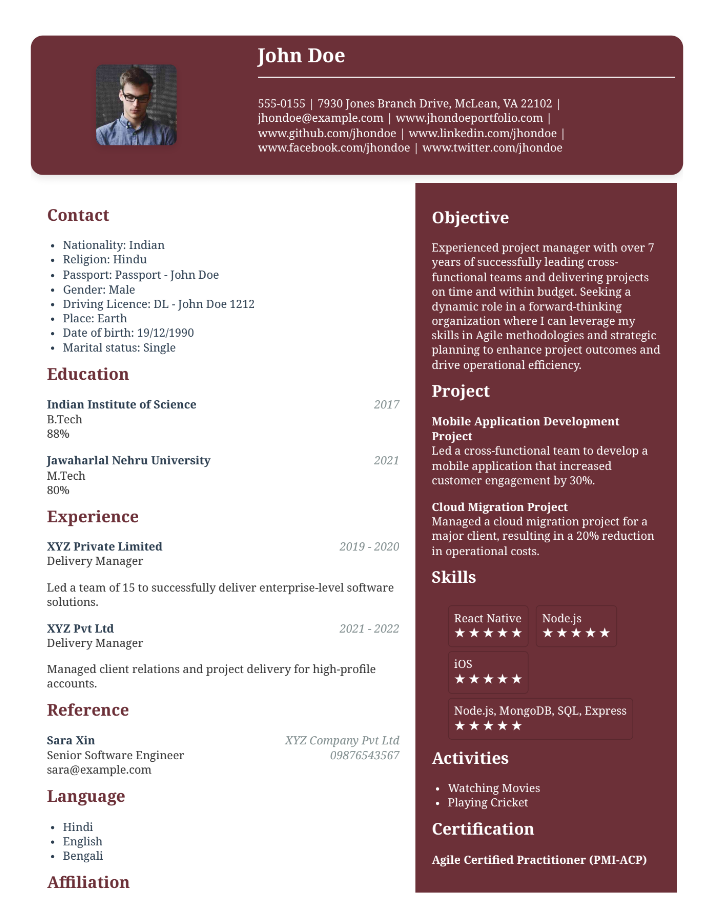 John Doe
555-0155 | 7930 Jones Branch Drive, McLean, VA 22102 |
jhondoe@example.com | www.jhondoeportfolio.com |
www.github.com/jhondoe | www.linkedin.com/jhondoe |
www.facebook.com/jhondoe | www.twitter.com/jhondoe
Contact
• Nationality: Indian
• Religion: Hindu
• Passport: Passport - John Doe
• Gender: Male
• Driving Licence: DL - John Doe 1212
• Place: Earth
• Date of birth: 19/12/1990
• Marital status: Single
Education
Indian Institute of Science 2017
B.Tech
88%
Jawaharlal Nehru University 2021
M.Tech
80%
Experience
XYZ Private Limited 2019 - 2020
Delivery Manager
Led a team of 15 to successfully deliver enterprise-level software
solutions.
XYZ Pvt Ltd 2021 - 2022
Delivery Manager
Managed client relations and project delivery for high-profile
accounts.
Reference
Sara Xin XYZ Company Pvt Ltd
Senior Software Engineer 09876543567
sara@example.com
Language
• Hindi
• English
• Bengali
Affiliation
Objective
Experienced project manager with over 7
years of successfully leading cross-
functional teams and delivering projects
on time and within budget. Seeking a
dynamic role in a forward-thinking
organization where I can leverage my
skills in Agile methodologies and strategic
planning to enhance project outcomes and
drive operational efficiency.
Project
Mobile Application Development
Project
Led a cross-functional team to develop a
mobile application that increased
customer engagement by 30%.
Cloud Migration Project
Managed a cloud migration project for a
major client, resulting in a 20% reduction
in operational costs.
Skills
React Native Node.js
★★★★★ ★★★★★
iOS
★★★★★
Node.js, MongoDB, SQL, Express
★★★★★
Activities
• Watching Movies
• Playing Cricket
Certification
Agile Certified Practitioner (PMI-ACP)